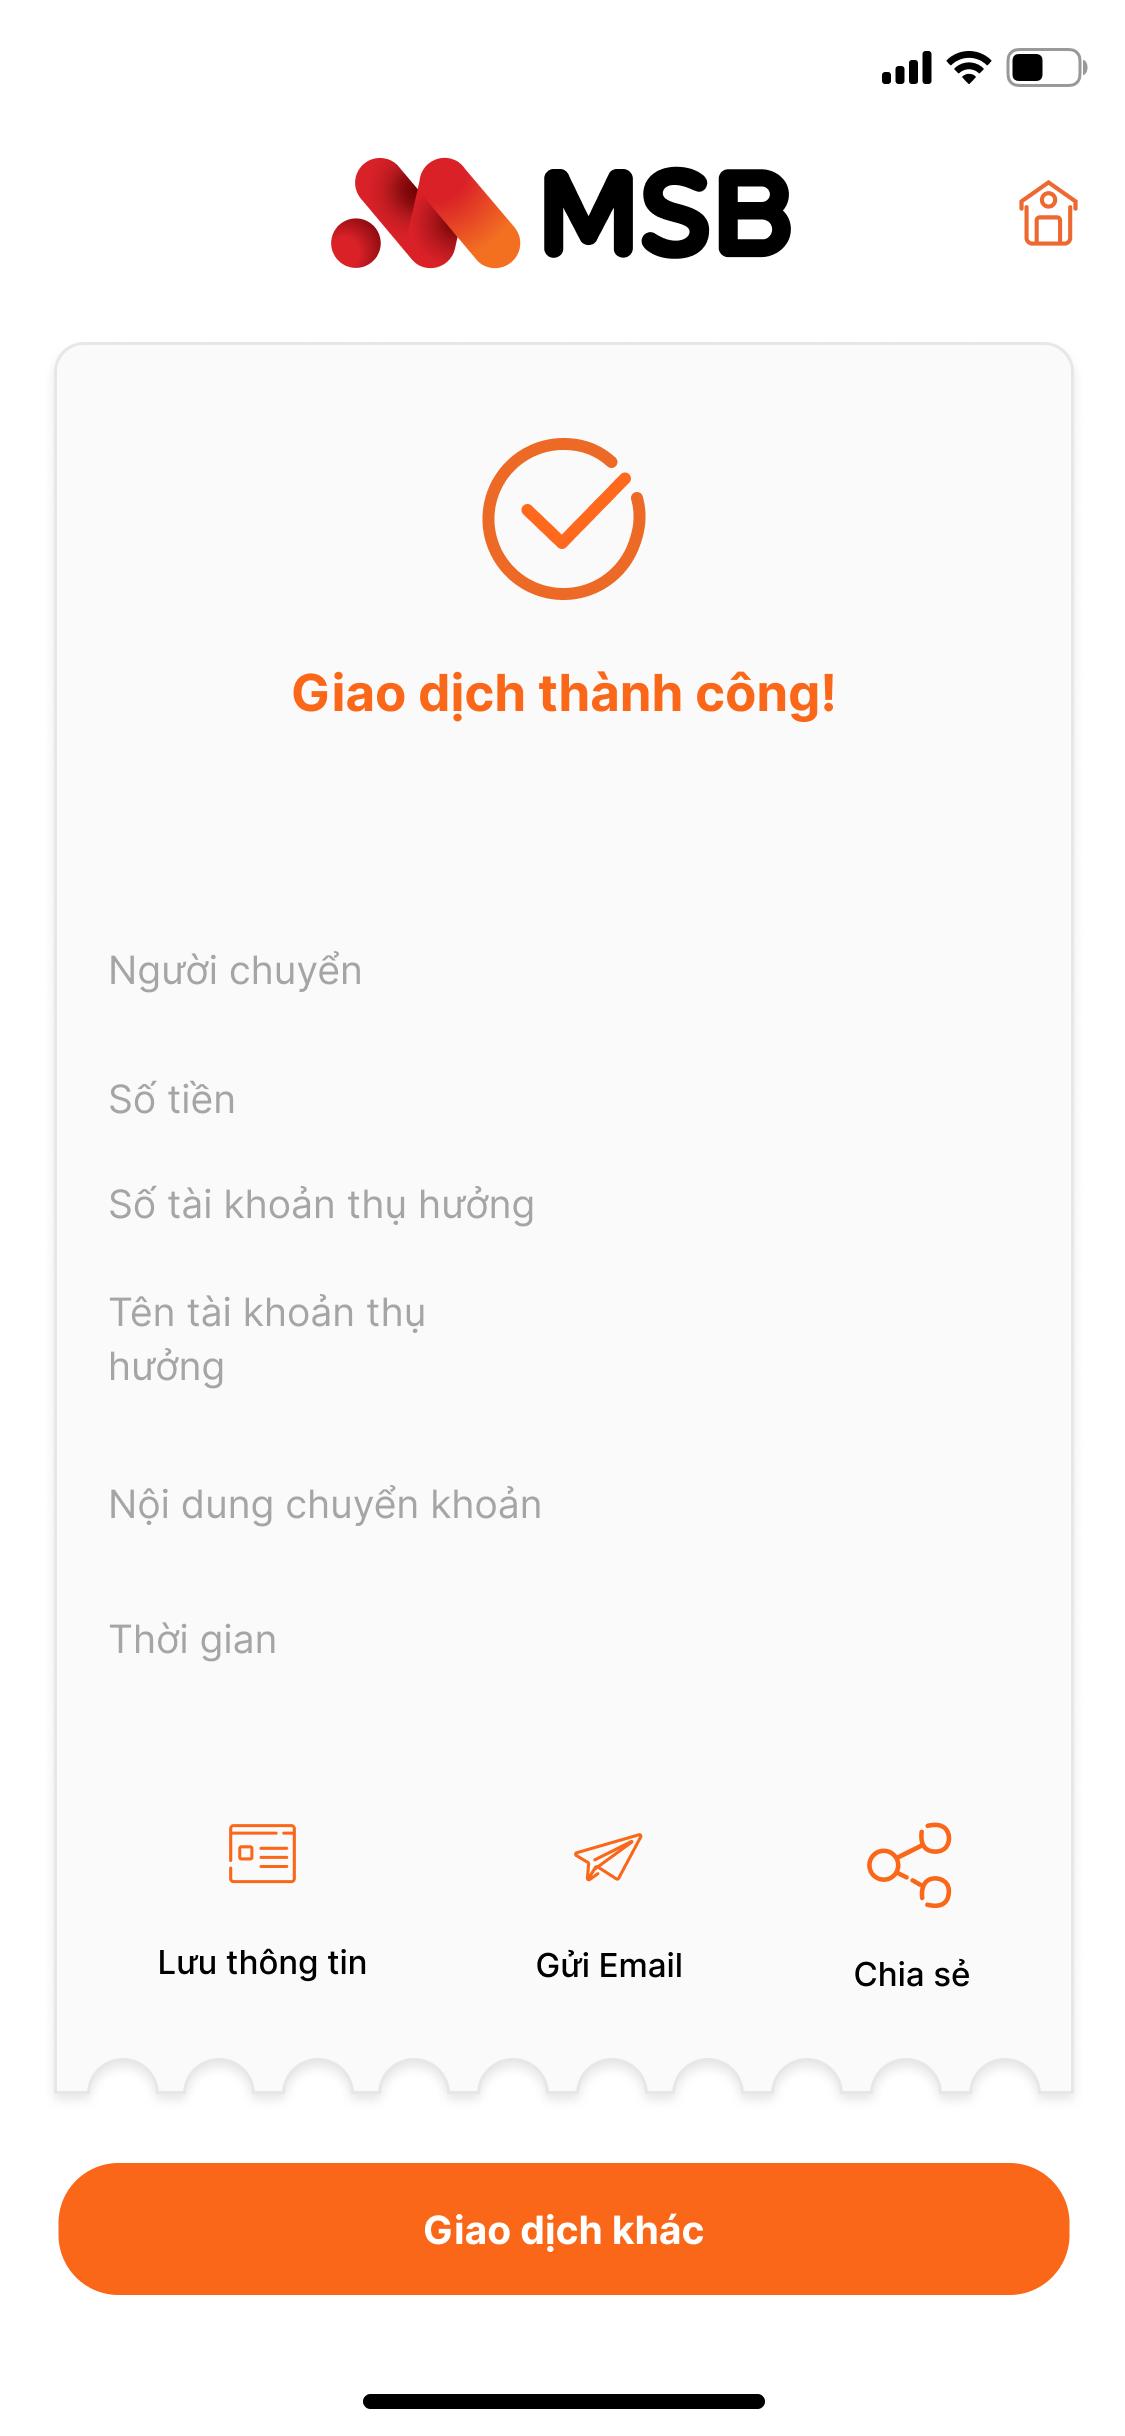 MSB
Giao dịch thành công!
Người chuyển
Số tiền
Số tài khoản thụ hưởng
Tên tài khoản thụ
hưởng
Nội dung chuyển khoản
Thời gian
Lưu thông tin
Gửi Email
Chia sẻ
Giao dịch khác